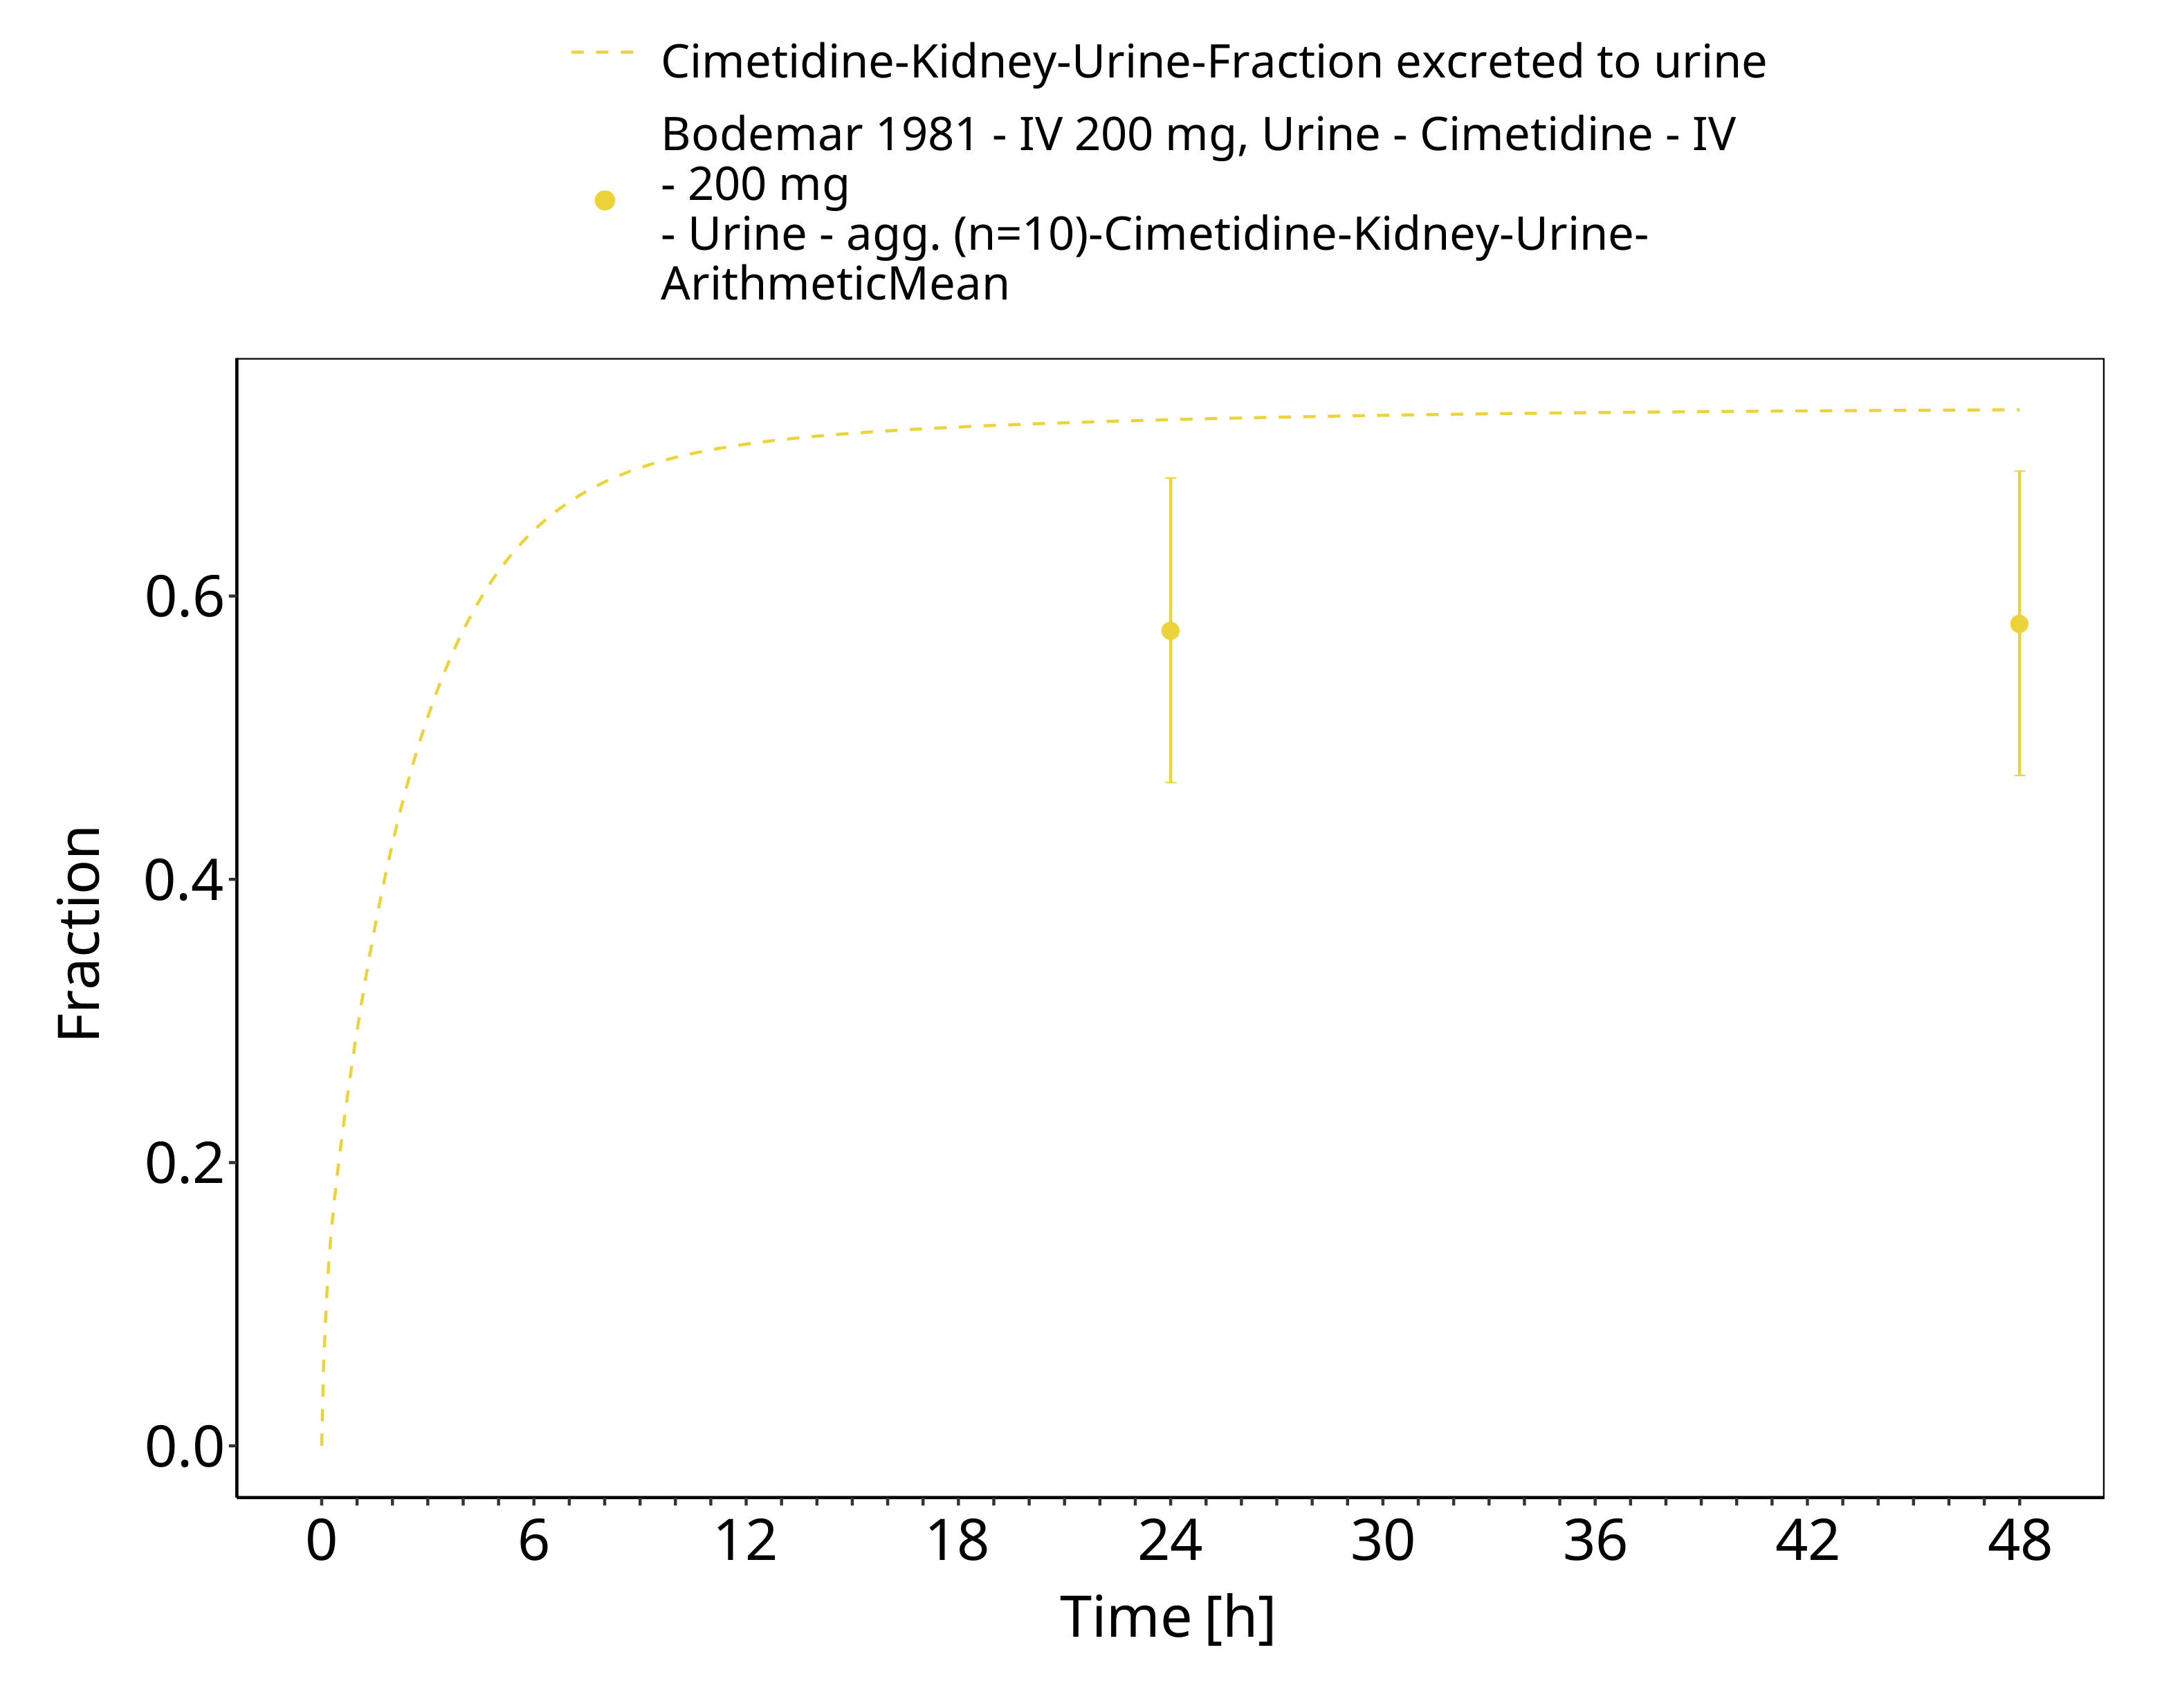 Cimetidine-Kidney-Urine-Fraction excreted to urine
Bodemar 1981 - IV 200 mg, Urine - Cimetidine - IV
- 200 mg
- Urine - agg. (n=10)-Cimetidine-Kidney-Urine-
ArithmeticMean
Fraction
0.6
0.4
0.2
0.0
0 6 12 18 24 30 36 42 48
Time [h]